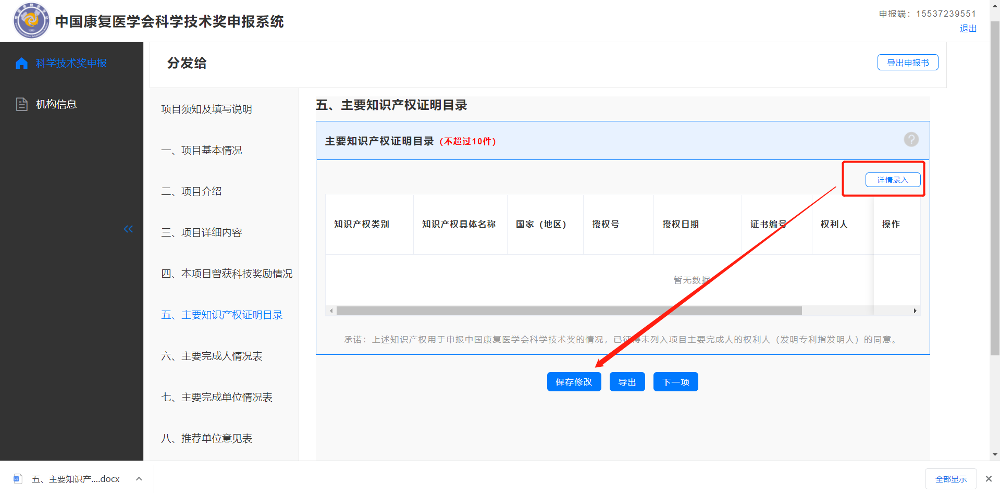 中国康复医学会科学技术奖申报系统
申报端：15537239551
退出
科学技术奖申报
机构信息
分发给
导出申报书
项目须知及填写说明
一、项目基本情况
二、项目介绍
三、项目详细内容
四、本项目曾获科技奖励情况
五、主要知识产权证明目录
六、主要完成人情况表
七、主要完成单位情况表
八、推荐单位意见表
五、主要知识产权证明目录
主要知识产权证明目录（不超过10件）
?
详情录入
知识产权类别 知识产权具体名称 国家（地区） 授权号 授权日期 证书编号 权利人 操作
暂无数据
承诺：上述知识产权用于申报中国康复医学会科学技术奖的情况，已征得未列入项目主要完成人的权利人（发明专利指发明人）的同意。
保存修改 导出 下一项
五、主要知识产....docx
全部显示